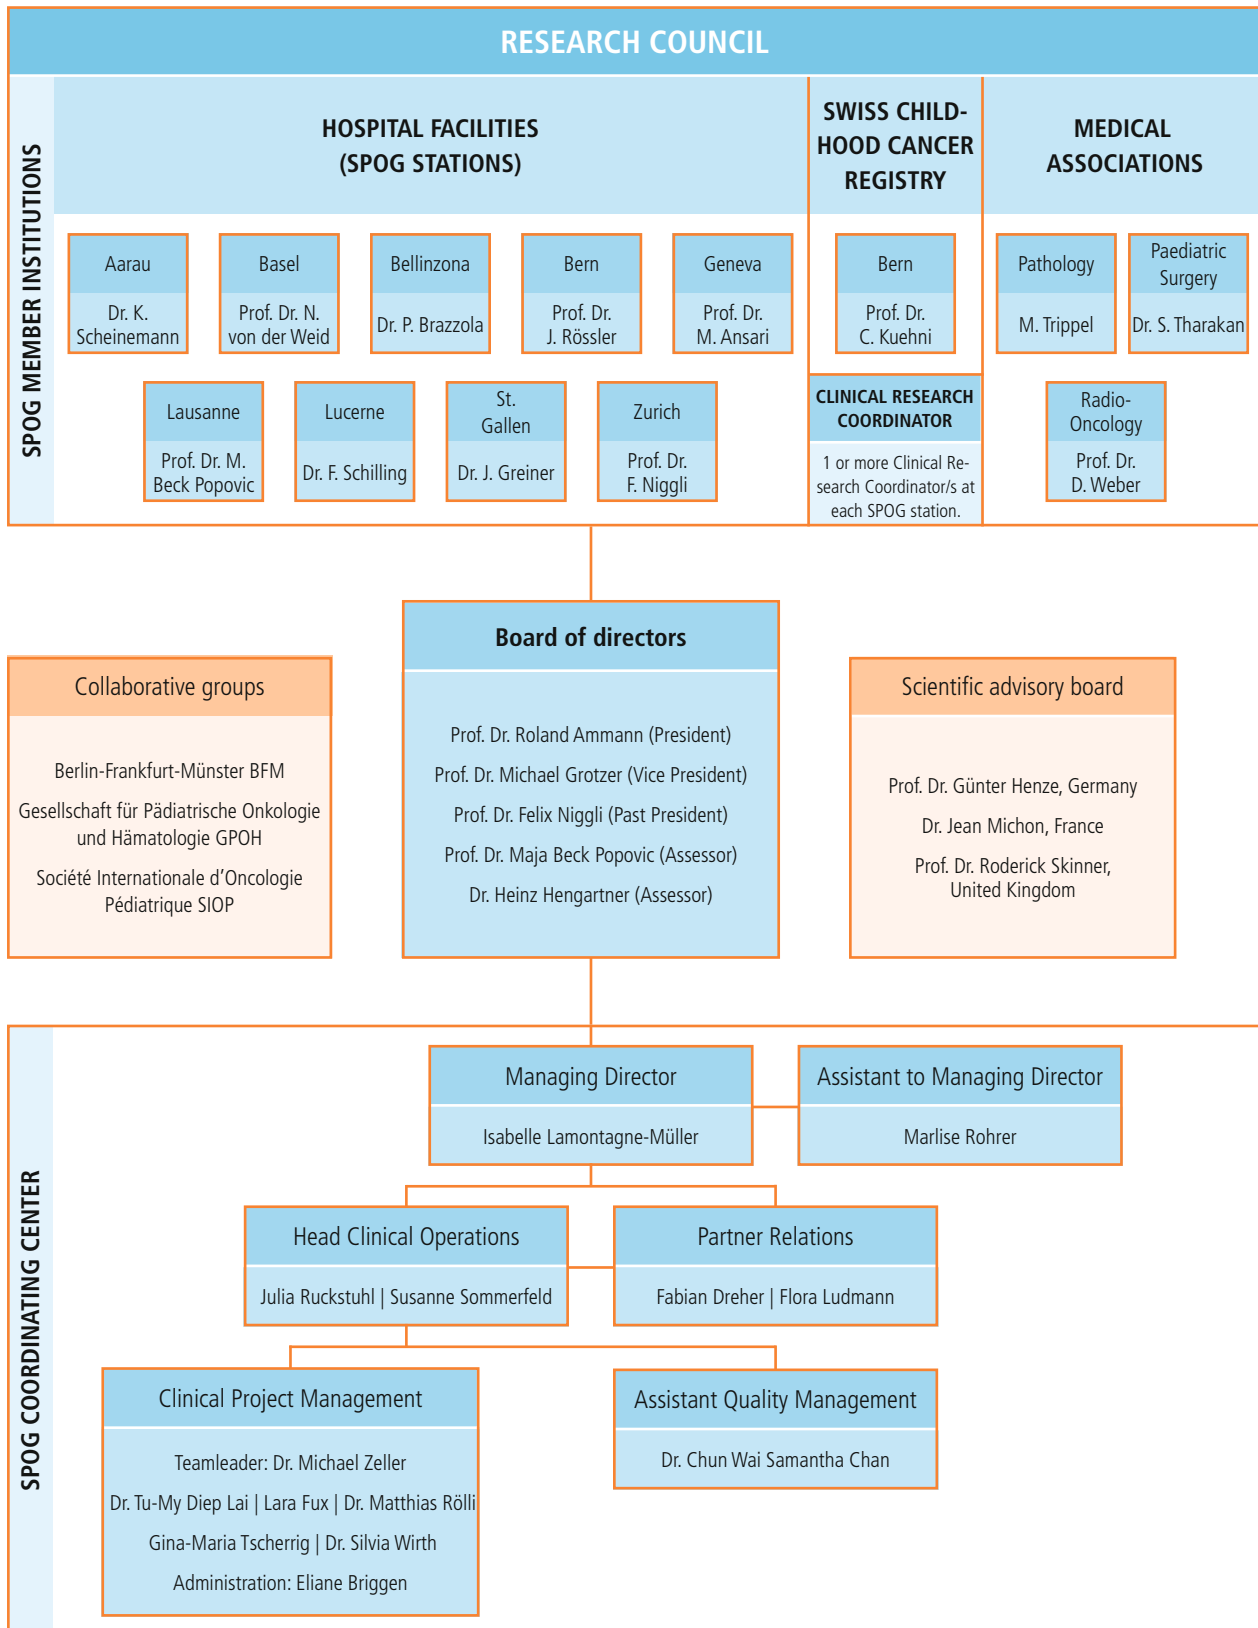 RESEARCH COUNCIL
SPOG MEMBER INSTITUTIONS
HOSPITAL FACILITIES
(SPOG STATIONS)
SWISS CHILD-
HOOD CANCER
REGISTRY
MEDICAL
ASSOCIATIONS
Aarau
Dr. K.
Scheinemann
Basel
Prof. Dr. N.
von der Weid
Bellinzona
Dr. P. Brazzola
Bern
Prof. Dr.
J. Rössler
Geneva
Prof. Dr.
M. Ansari
Bern
Prof. Dr.
C. Kuehni
Pathology
M. Trippel
Paediatric
Surgery
Dr. S. Tharakan
Lausanne
Prof. Dr. M.
Beck Popovic
Lucerne
Dr. F. Schilling
St.
Gallen
Dr. J. Greiner
Zurich
Prof. Dr.
F. Niggli
CLINICAL RESEARCH
COORDINATOR
1 or more Clinical Re-
search Coordinator/s at
each SPOG station.
Radio-
Oncology
Prof. Dr.
D. Weber
Board of directors
Prof. Dr. Roland Ammann (President)
Prof. Dr. Michael Grotzer (Vice President)
Prof. Dr. Felix Niggli (Past President)
Prof. Dr. Maja Beck Popovic (Assessor)
Dr. Heinz Hengartner (Assessor)
Collaborative groups
Berlin-Frankfurt-Münster BFM
Gesellschaft für Pädiatrische Onkologie
und Hämatologie GPOH
Société Internationale d’Oncologie
Pédiatrique SIOP
Scientific advisory board
Prof. Dr. Günter Henze, Germany
Dr. Jean Michon, France
Prof. Dr. Roderick Skinner,
United Kingdom
SPOG COORDINATING CENTER
Managing Director
Isabelle Lamontagne-Müller
Assistant to Managing Director
Marlise Rohrer
Head Clinical Operations
Julia Ruckstuhl | Susanne Sommerfeld
Partner Relations
Fabian Dreher | Flora Ludmann
Clinical Project Management
Teamleader: Dr. Michael Zeller
Dr. Tu-My Diep Lai | Lara Fux | Dr. Matthias Rölli
Gina-Maria Tscherrig | Dr. Silvia Wirth
Administration: Eliane Briggen
Assistant Quality Management
Dr. Chun Wai Samantha Chan